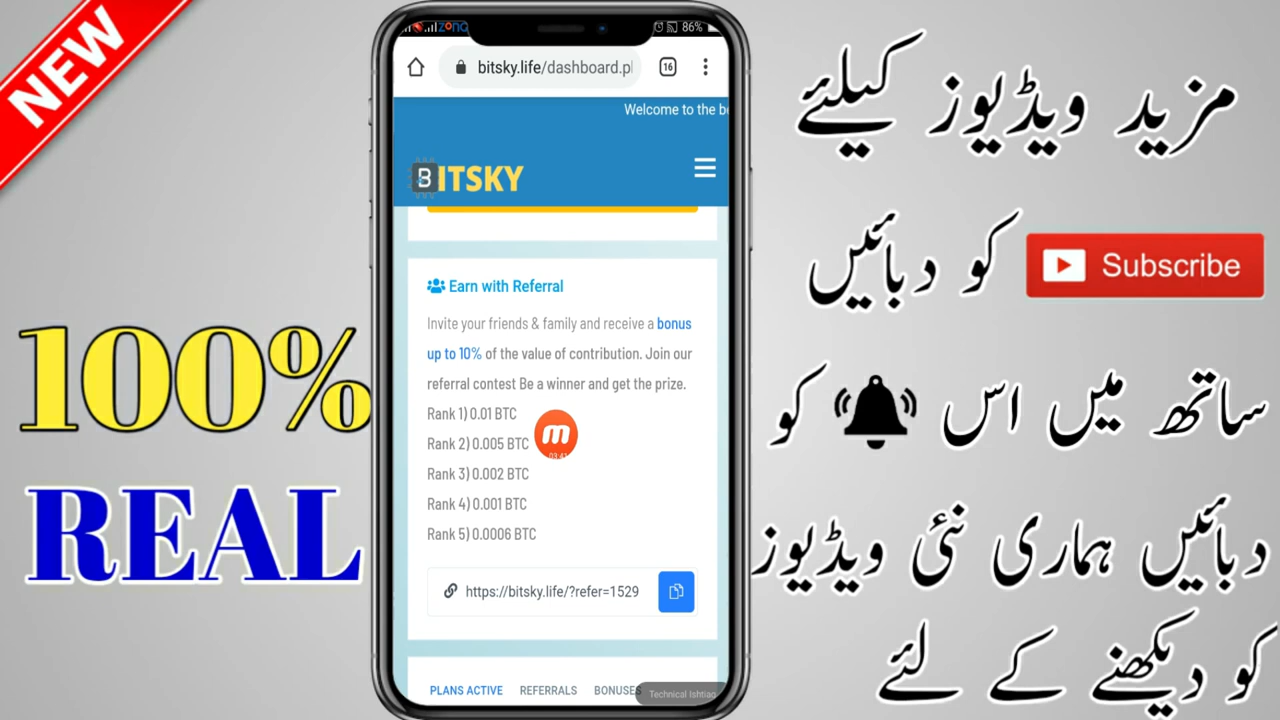 NEW
100%
REAL
ZONG
86%
bitsky.life/dashboard.p
16
Welcome to the b
BITSKY
Earn with Referral
Invite your friends & family and receive a bonus
up to 10% of the value of contribution. Join our
referral contest Be a winner and get the prize.
Rank 1) 0.01 BTC
Rank 2) 0.005 BTC
Rank 3) 0.002 BTC
Rank 4) 0.001 BTC
Rank 5) 0.0006 BTC
m
03:41
https://bitsky.life/?refer=1529
PLANS ACTIVE REFERRALS BONUSES
Technical Ishtiaq
مزید ویڈیوز کیلئے
Subscribe کو دبائیں
ساتھ میں اس کو
دبائیں ہماری نئی ویڈیوز
کو دیکھنے کے لئے